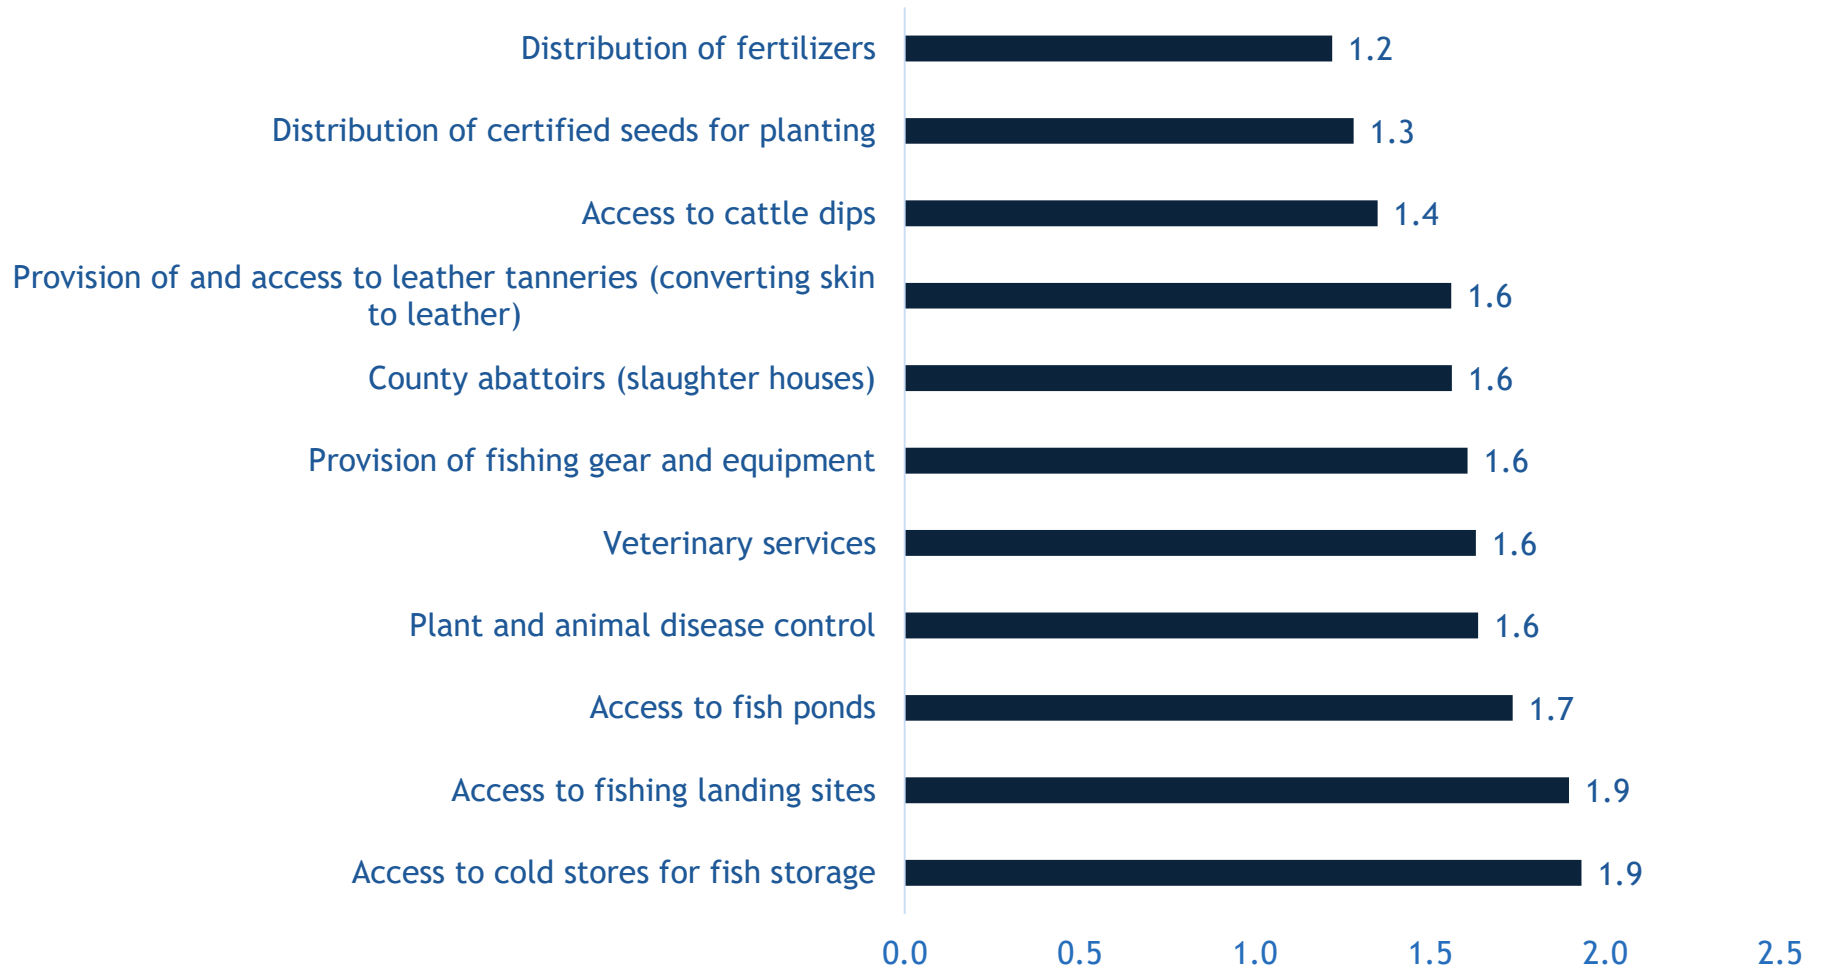 Distribution of fertilizers 1.2
Distribution of certified seeds for planting 1.3
Access to cattle dips 1.4
Provision of and access to leather tanneries (converting skin
to leather) 1.6
County abattoirs (slaughter houses) 1.6
Provision of fishing gear and equipment 1.6
Veterinary services 1.6
Plant and animal disease control 1.6
Access to fish ponds 1.7
Access to fishing landing sites 1.9
Access to cold stores for fish storage 1.9
0.0 0.5 1.0 1.5 2.0 2.5